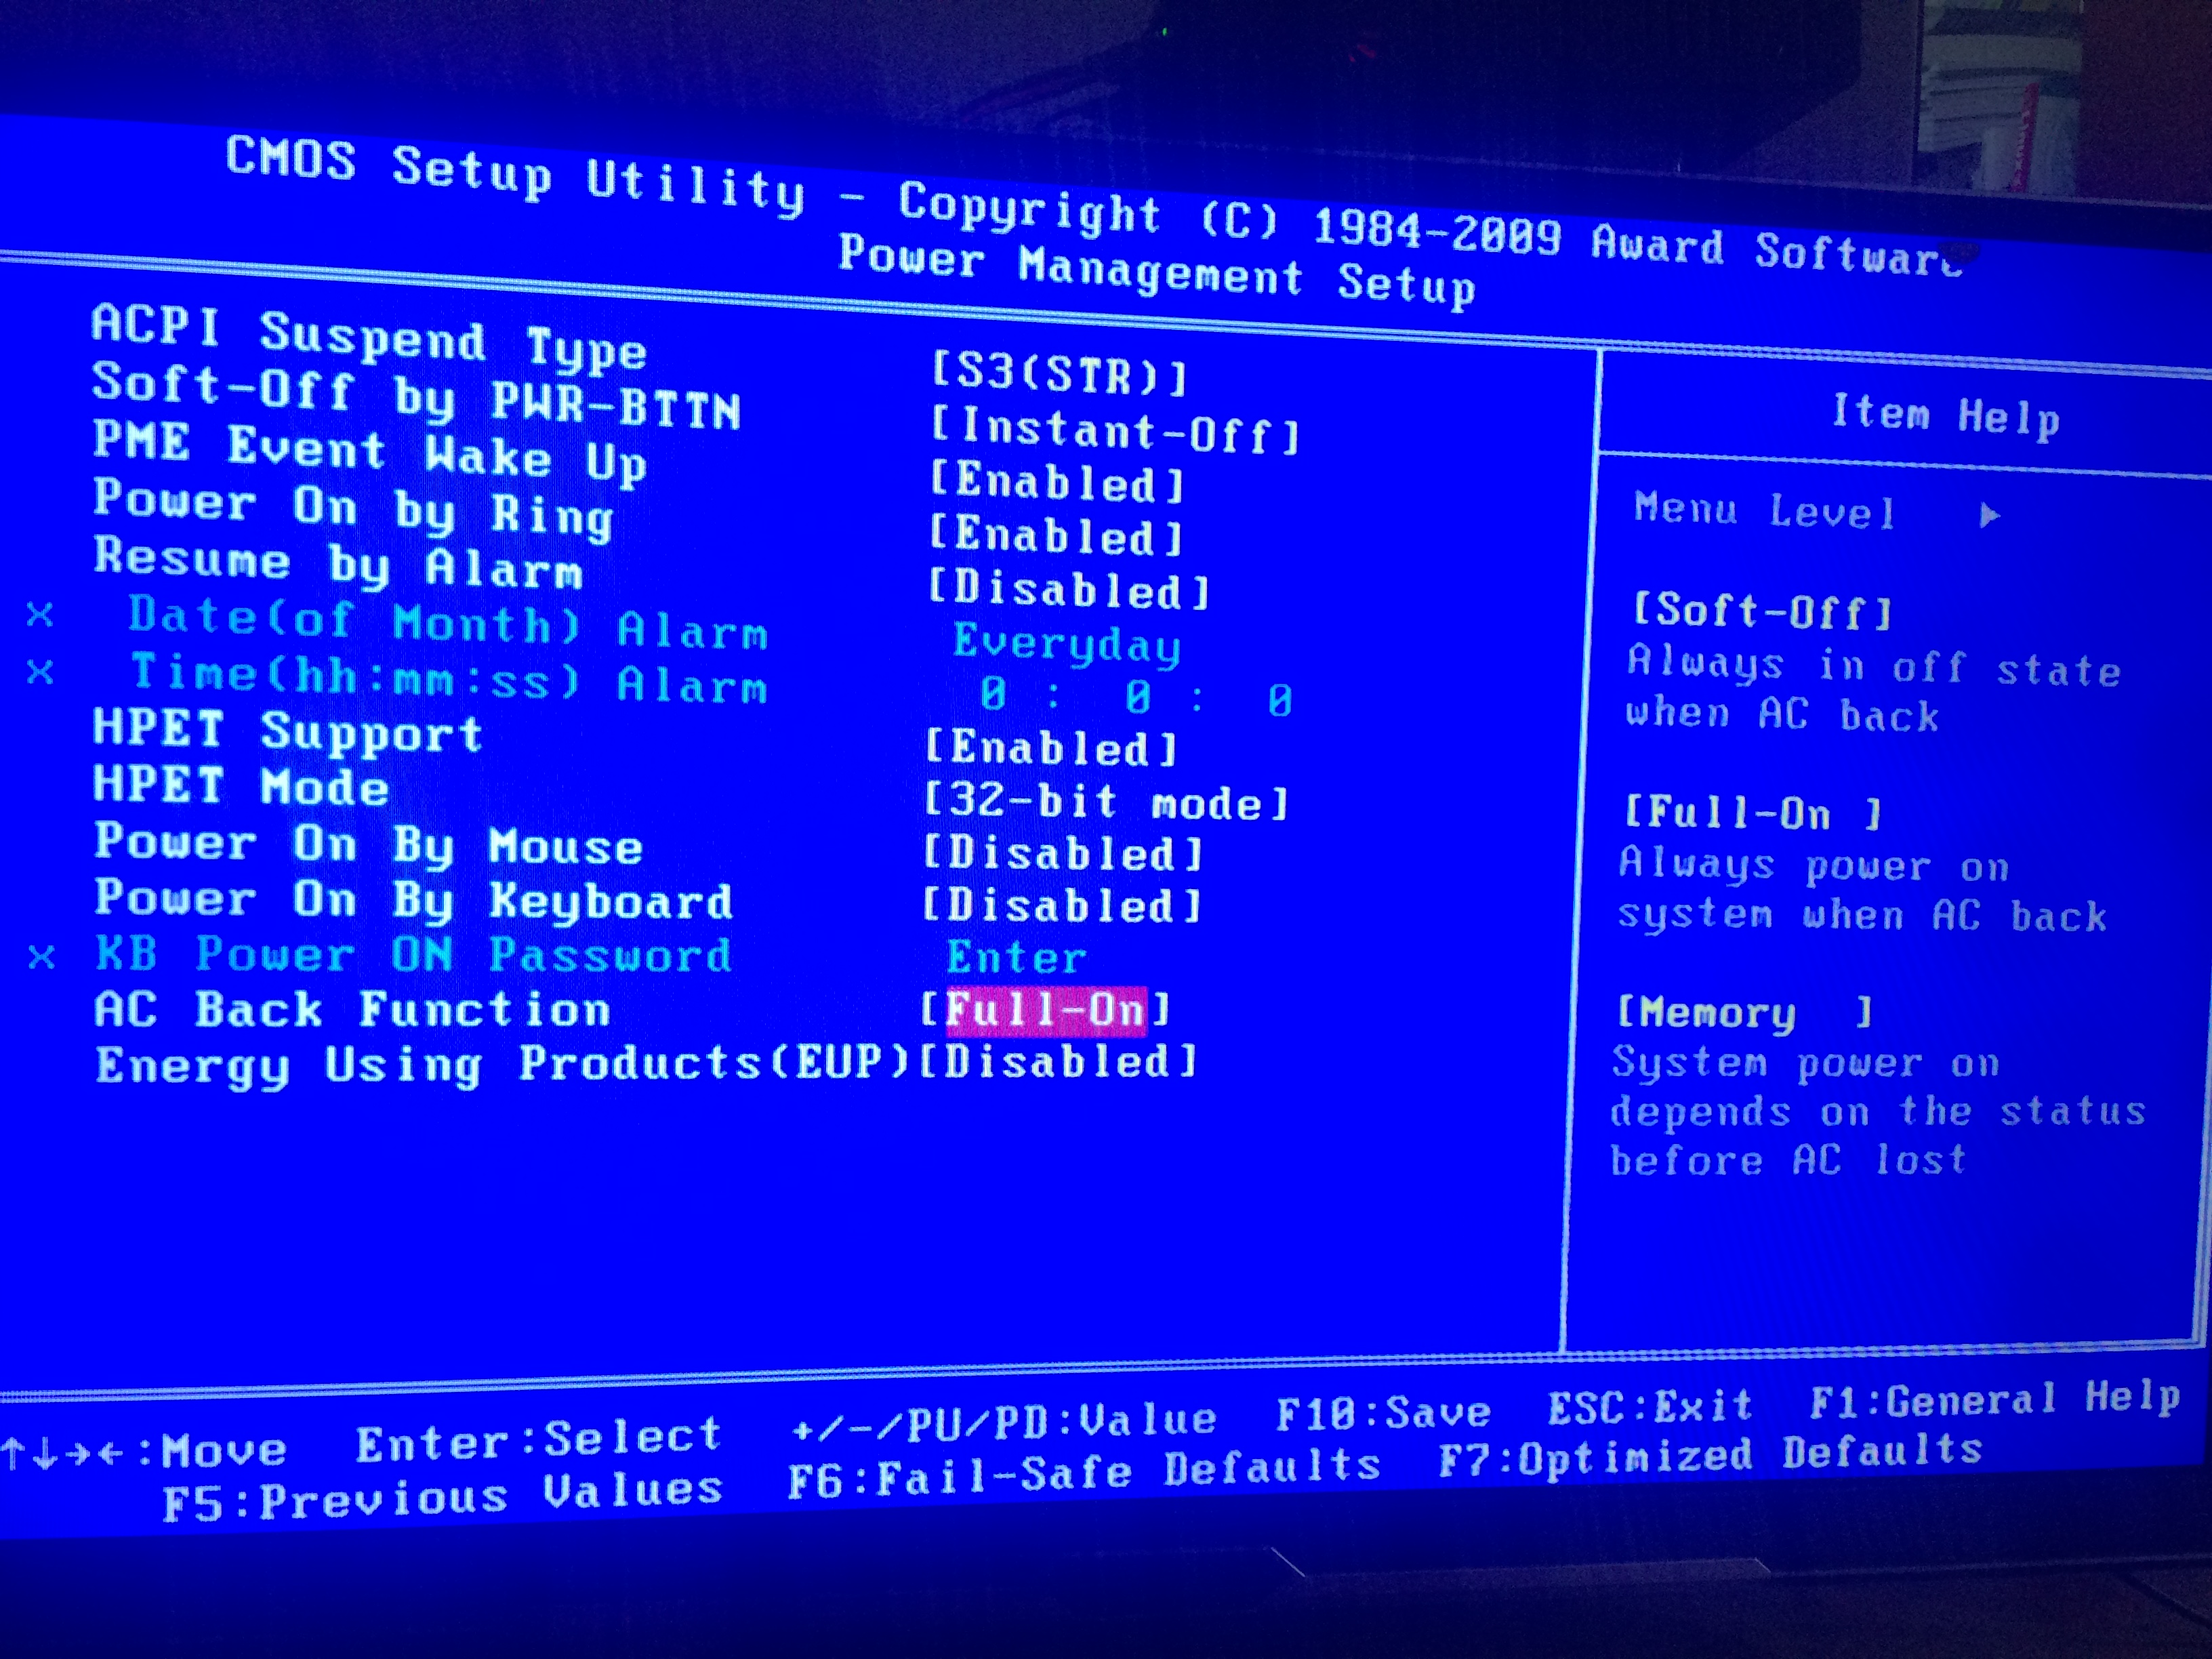 CMOS Setup Utility - Copyright (C) 1984-2009 Award Software
Power Management Setup
ACPI Suspend Type [S3(STR)]
Soft-Off by PWR-BTTN [Instant-Off]
PME Event Wake Up [Enabled]
Power On by Ring [Enabled]
Resume by Alarm [Disabled]
x Date(of Month) Alarm Everyday
x Time(hh:mm:ss) Alarm 0 : 0 : 0
HPET Support [Enabled]
HPET Mode [32-bit mode]
Power On By Mouse [Disabled]
Power On By Keyboard [Disabled]
x KB Power ON Password Enter
AC Back Function [Full-On]
Energy Using Products(EUP)[Disabled]
Item Help
Menu Level ▶
[Soft-Off]
Always in off state
when AC back
[Full-On ]
Always power on
system when AC back
[Memory ]
System power on
depends on the status
before AC lost
↑↓→←:Move Enter:Select +/-/PU/PD:Value F10:Save ESC:Exit F1:General Help
F5:Previous Values F6:Fail-Safe Defaults F7:Optimized Defaults